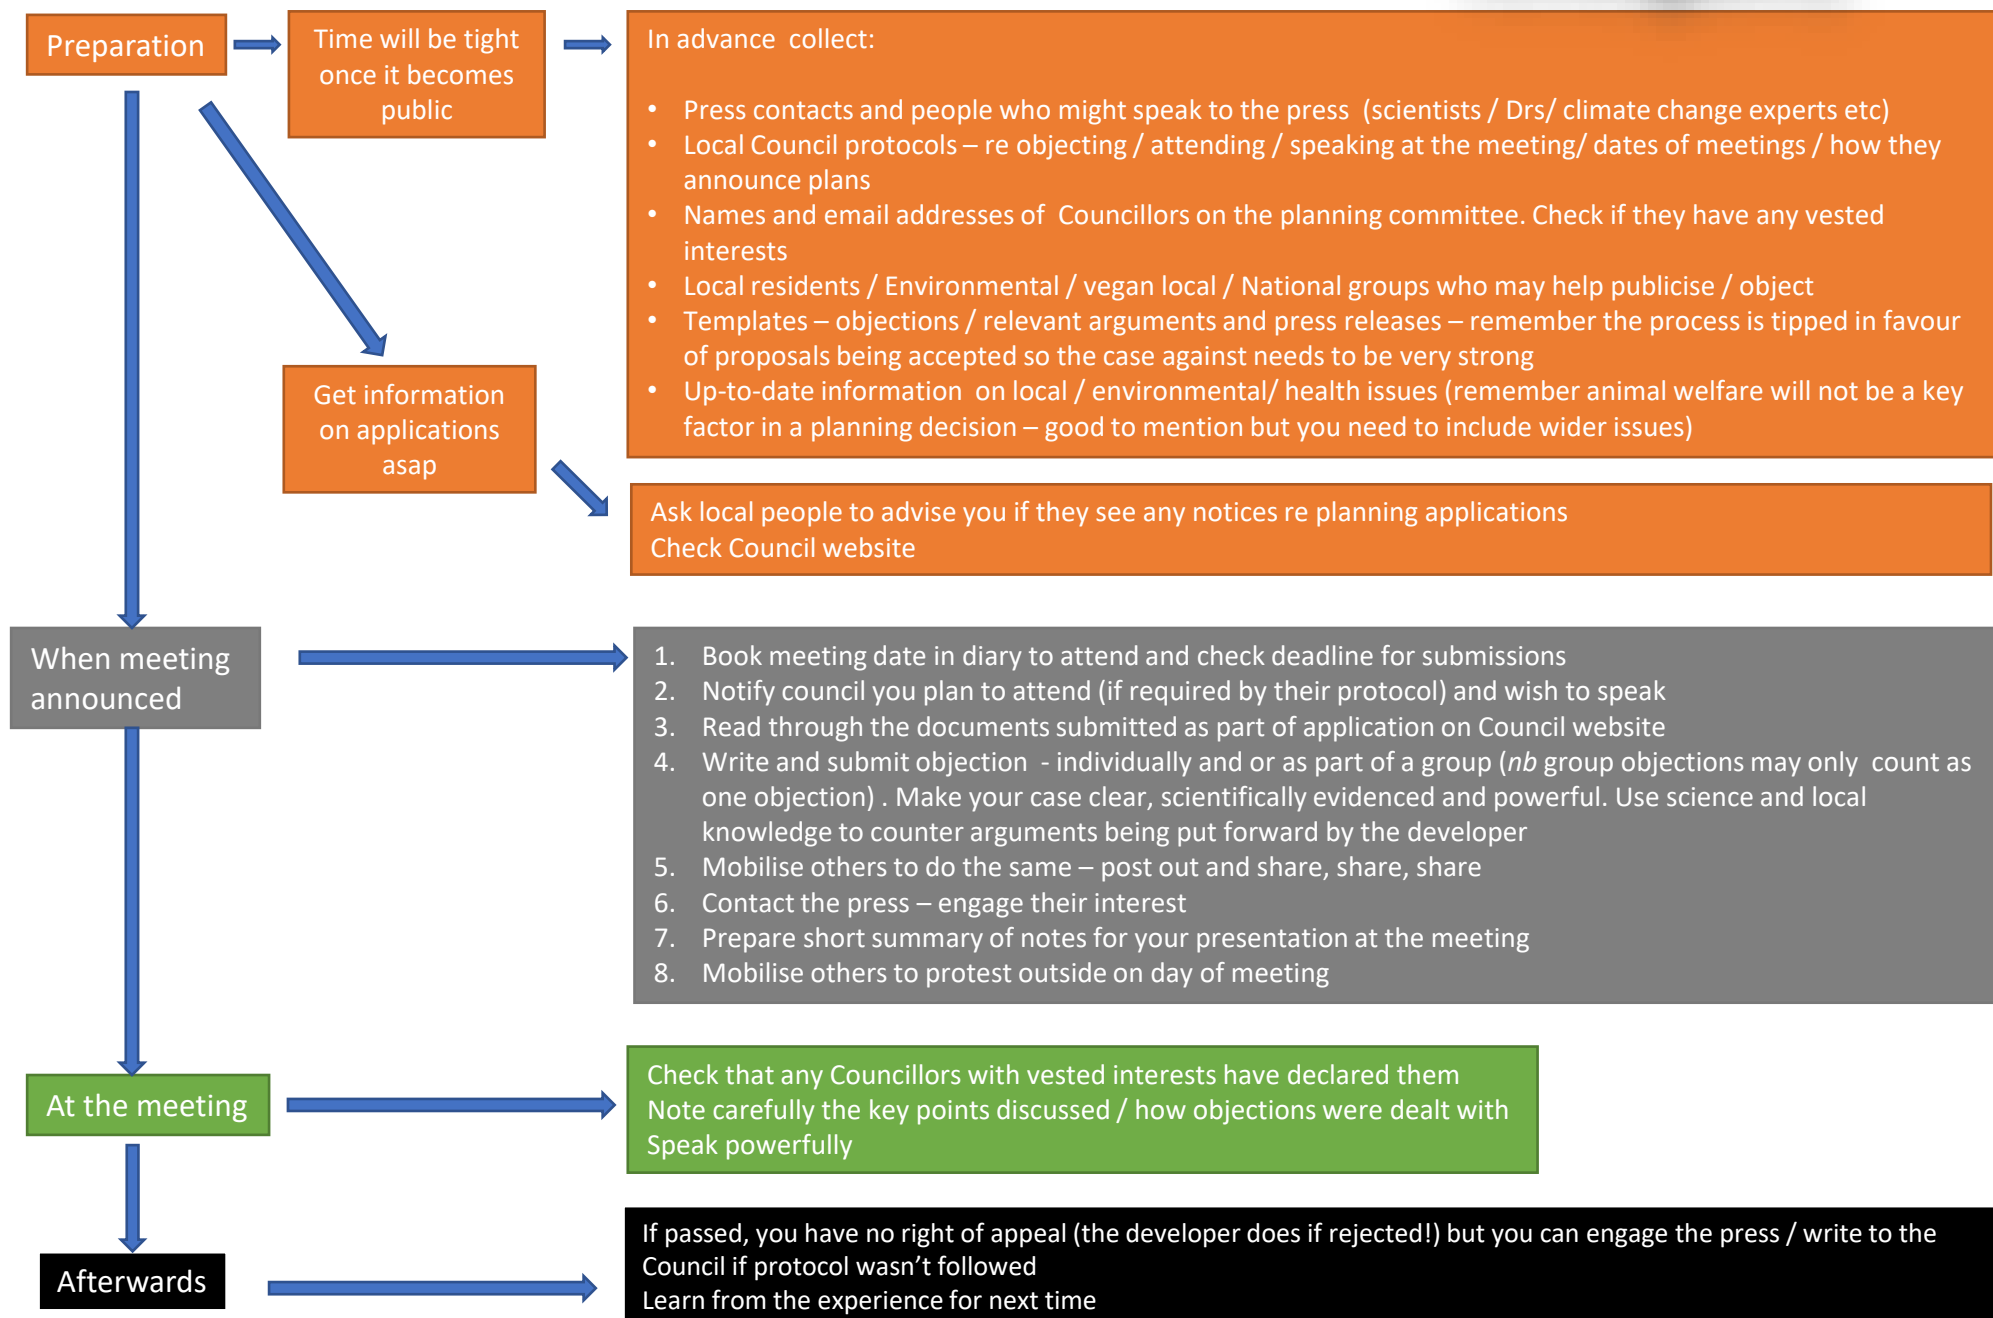 Preparation
Time will be tight
once it becomes
public
In advance  collect:
• Press contacts and people who might speak to the press  (scientists / Drs/ climate change experts etc)
• Local Council protocols – re objecting / attending / speaking at the meeting/ dates of meetings / how they
announce plans
• Names and email addresses of  Councillors on the planning committee. Check if they have any vested
interests
• Local residents / Environmental / vegan local / National groups who may help publicise / object
• Templates – objections / relevant arguments and press releases – remember the process is tipped in favour
of proposals being accepted so the case against needs to be very strong
• Up-to-date information  on local / environmental/ health issues (remember animal welfare will not be a key
factor in a planning decision – good to mention but you need to include wider issues)
Get information
on applications
asap
Ask local people to advise you if they see any notices re planning applications
Check Council website
When meeting
announced
1. Book meeting date in diary to attend and check deadline for submissions
2. Notify council you plan to attend (if required by their protocol) and wish to speak
3. Read through the documents submitted as part of application on Council website
4. Write and submit objection  - individually and or as part of a group (nb group objections may only  count as
one objection) . Make your case clear, scientifically evidenced and powerful. Use science and local
knowledge to counter arguments being put forward by the developer
5. Mobilise others to do the same – post out and share, share, share
6. Contact the press – engage their interest
7. Prepare short summary of notes for your presentation at the meeting
8. Mobilise others to protest outside on day of meeting
At the meeting
Check that any Councillors with vested interests have declared them
Note carefully the key points discussed / how objections were dealt with
Speak powerfully
Afterwards
If passed, you have no right of appeal (the developer does if rejected!) but you can engage the press / write to the
Council if protocol wasn’t followed
Learn from the experience for next time